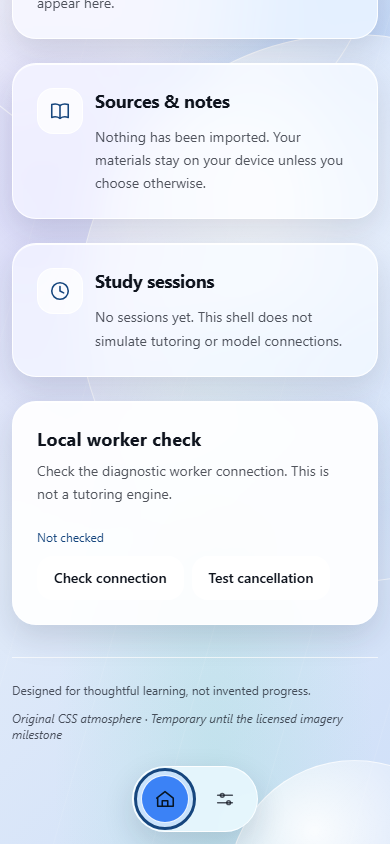 appear here.
Sources & notes
Nothing has been imported. Your
materials stay on your device unless you
choose otherwise.
Study sessions
No sessions yet. This shell does not
simulate tutoring or model connections.
Local worker check
Check the diagnostic worker connection. This is
not a tutoring engine.
Not checked
Check connection
Test cancellation
Designed for thoughtful learning, not invented progress.
Original CSS atmosphere · Temporary until the licensed imagery
milestone